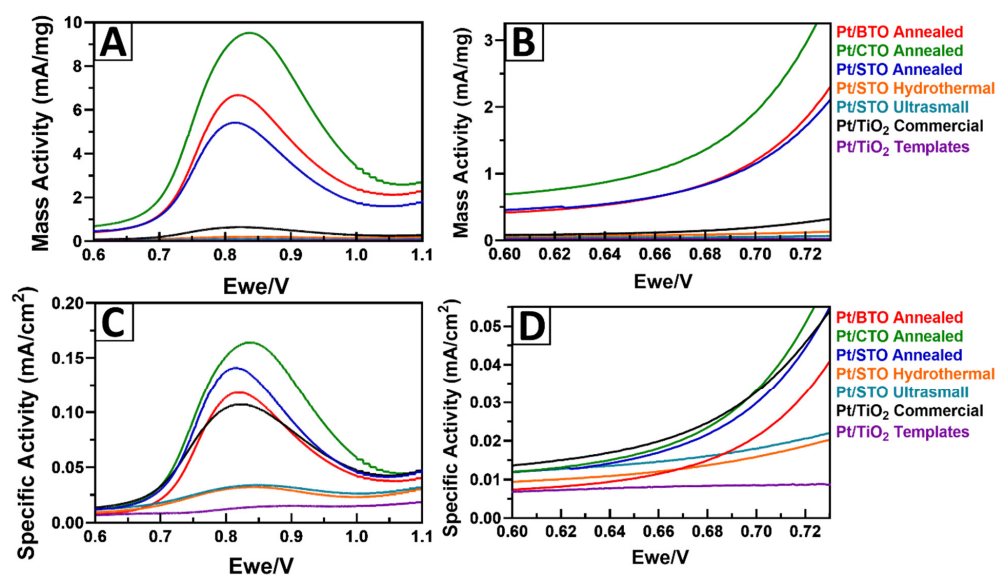 A
Mass Activity (mA/mg)
10
8
6
4
2
0
0.6 0.7 0.8 0.9 1.0 1.1
Ewe/V
B
Mass Activity (mA/mg)
3
2
1
0
0.60 0.62 0.64 0.66 0.68 0.70 0.72
Ewe/V
Pt/BTO Annealed
Pt/CTO Annealed
Pt/STO Annealed
Pt/STO Hydrothermal
Pt/STO Ultrasmall
Pt/TiO₂ Commercial
Pt/TiO₂ Templates
C
Specific Activity (mA/cm²)
0.20
0.15
0.10
0.05
0.00
0.6 0.7 0.8 0.9 1.0 1.1
Ewe/V
D
Specific Activity (mA/cm²)
0.05
0.04
0.03
0.02
0.01
0.00
0.60 0.62 0.64 0.66 0.68 0.70 0.72
Ewe/V
Pt/BTO Annealed
Pt/CTO Annealed
Pt/STO Annealed
Pt/STO Hydrothermal
Pt/STO Ultrasmall
Pt/TiO₂ Commercial
Pt/TiO₂ Templates